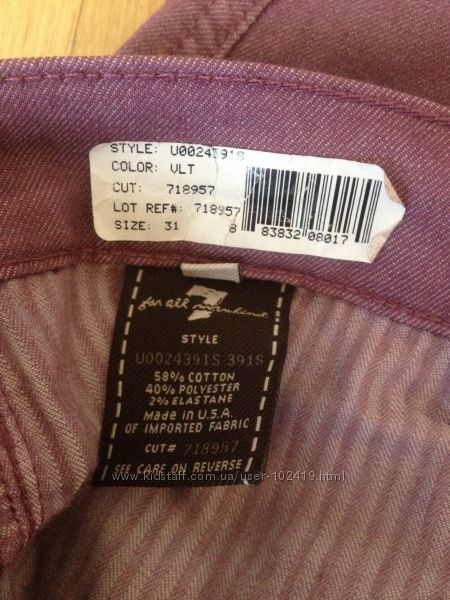 STYLE: U0024391S
COLOR: VLT
CUT: 718957
LOT REF#: 718957
SIZE: 31
8 83832 08017
7
for all mankind
STYLE
U0024391S-391S
58% COTTON
40% POLYESTER
2% ELASTANE
Made in U.S.A.
OF IMPORTED FABRIC
CUT# 718957
SEE CARE ON REVERSE
www.kidstaff.com.ua/user-102419.html